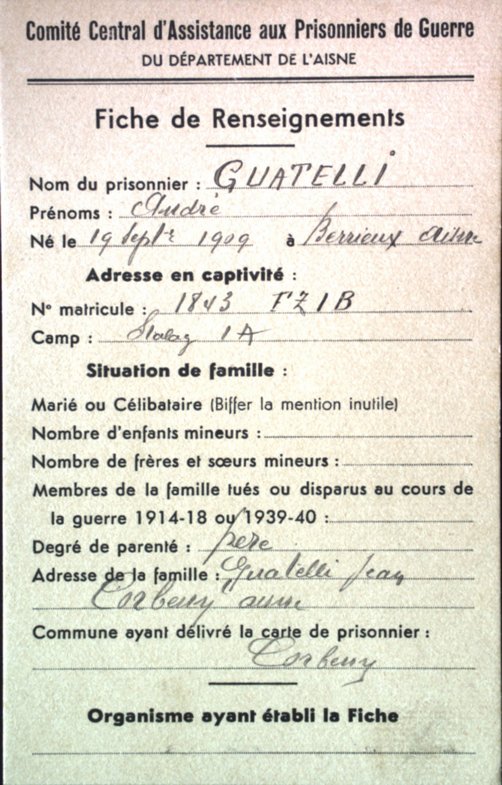 Comité Central d'Assistance aux Prisonniers de Guerre
DU DÉPARTEMENT DE L'AISNE
Fiche de Renseignements
Nom du prisonnier : GUATELLI
Prénoms : André
Né le 19 Septre 1909 à Berrieux Aisne
Adresse en captivité :
N° matricule : 1843 FZ1B
Camp : Stalag 1A
Situation de famille :
Marié ou Célibataire (Biffer la mention inutile)
Nombre d'enfants mineurs :
Nombre de frères et sœurs mineurs :
Membres de la famille tués ou disparus au cours de
la guerre 1914-18 ou 1939-40 :
Degré de parenté : père
Adresse de la famille : Guatelli Jean
Corbeny aisne
Commune ayant délivré la carte de prisonnier :
Corbeny
Organisme ayant établi la Fiche